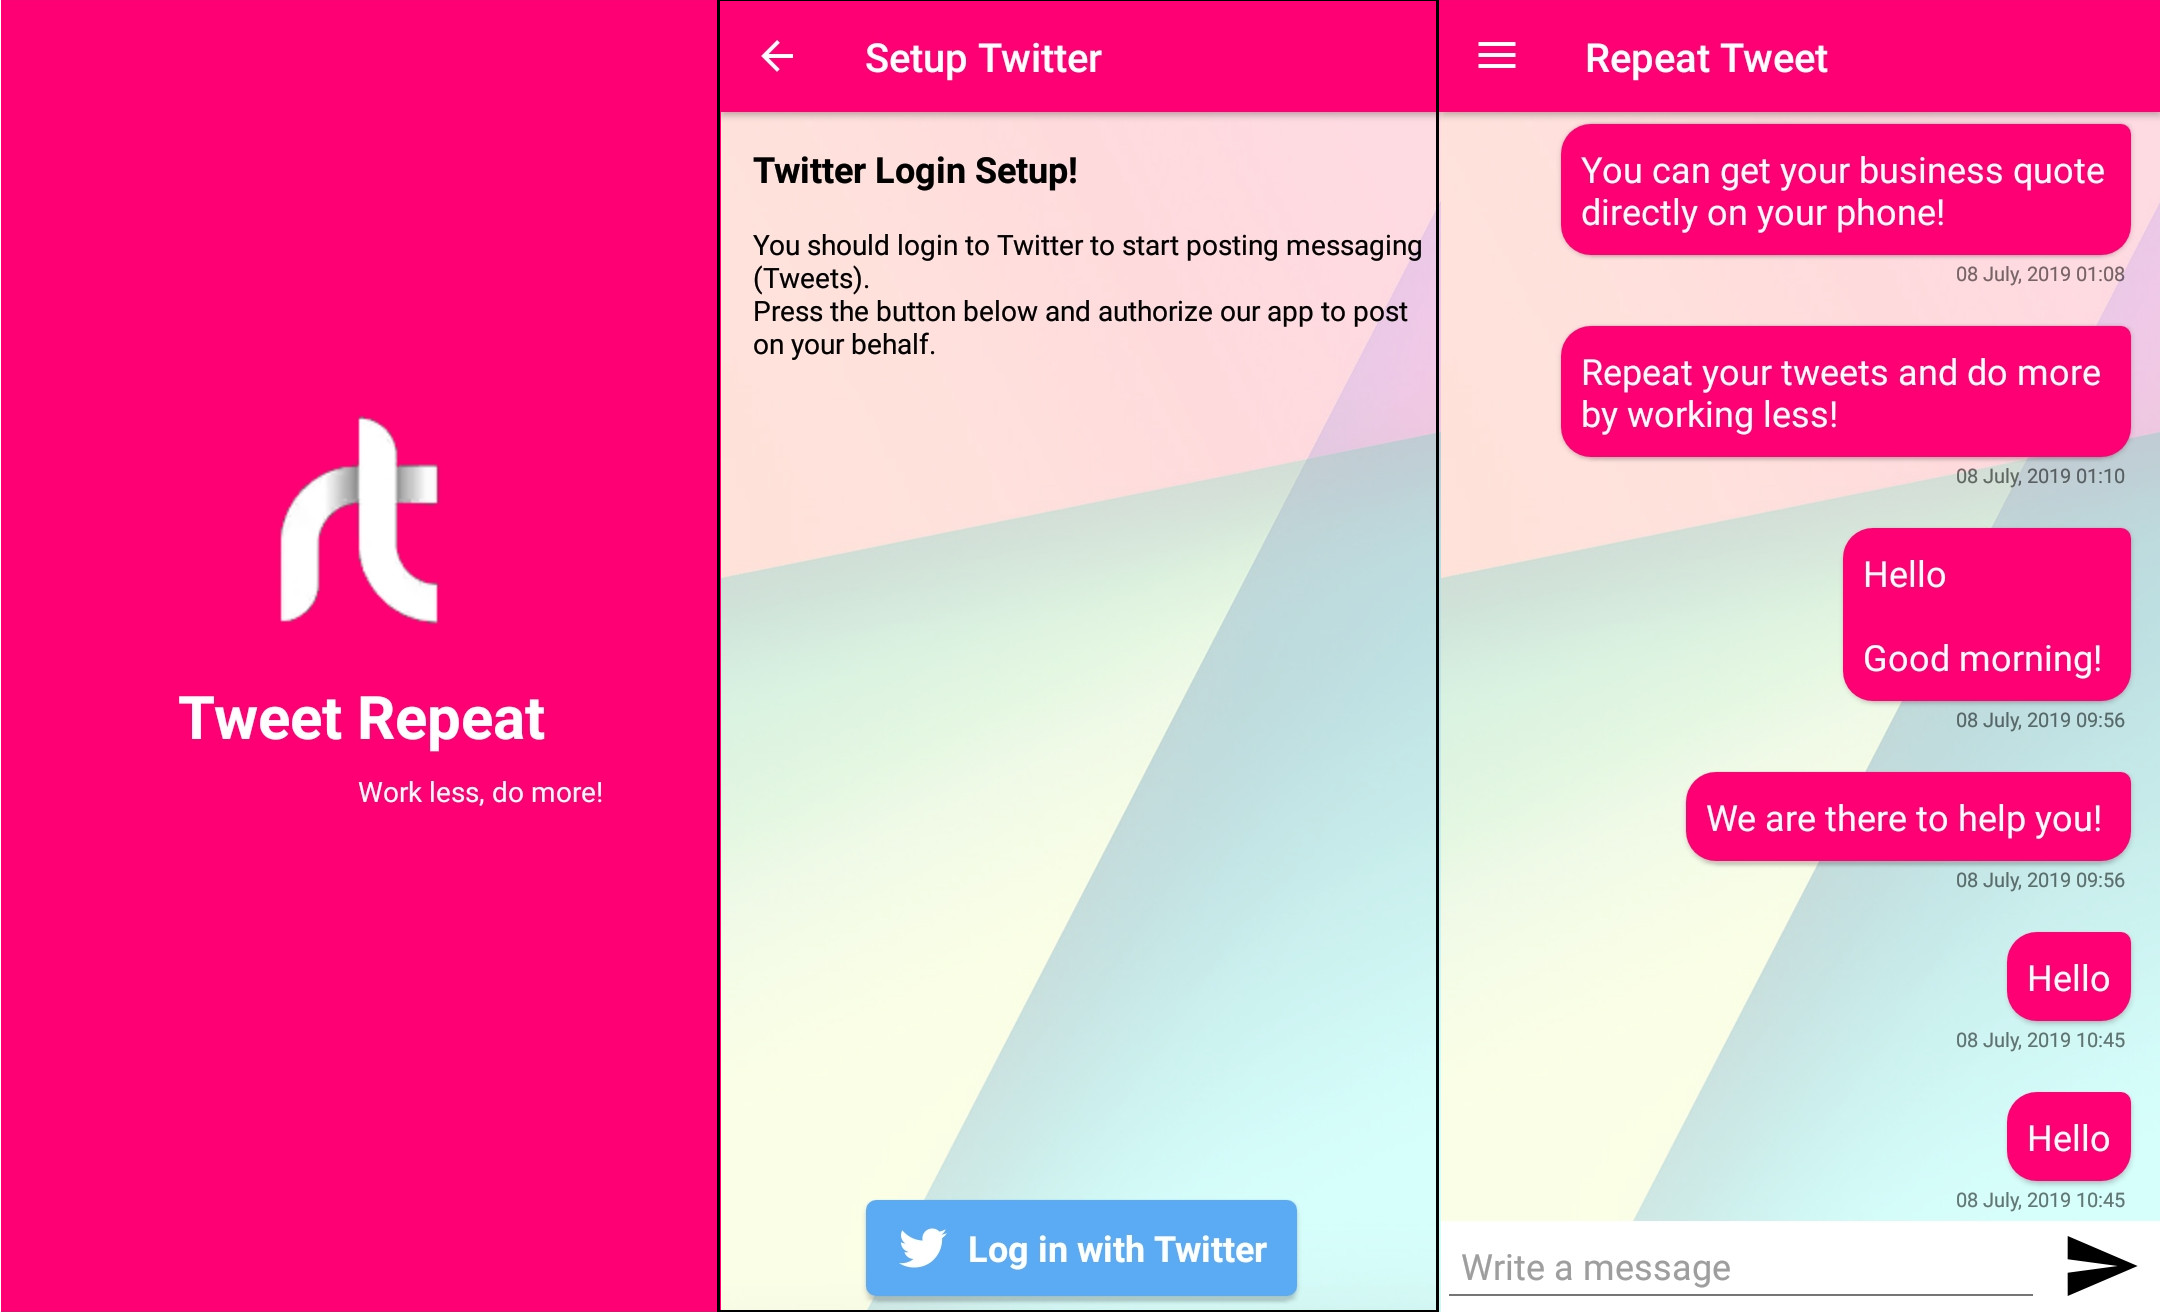 rt
Tweet Repeat
Work less, do more!
Setup Twitter
Twitter Login Setup!
You should login to Twitter to start posting messaging
(Tweets).
Press the button below and authorize our app to post
on your behalf.
Log in with Twitter
Repeat Tweet
You can get your business quote
directly on your phone!
08 July, 2019 01:08
Repeat your tweets and do more
by working less!
08 July, 2019 01:10
Hello
Good morning!
08 July, 2019 09:56
We are there to help you!
08 July, 2019 09:56
Hello
08 July, 2019 10:45
Hello
08 July, 2019 10:45
Write a message